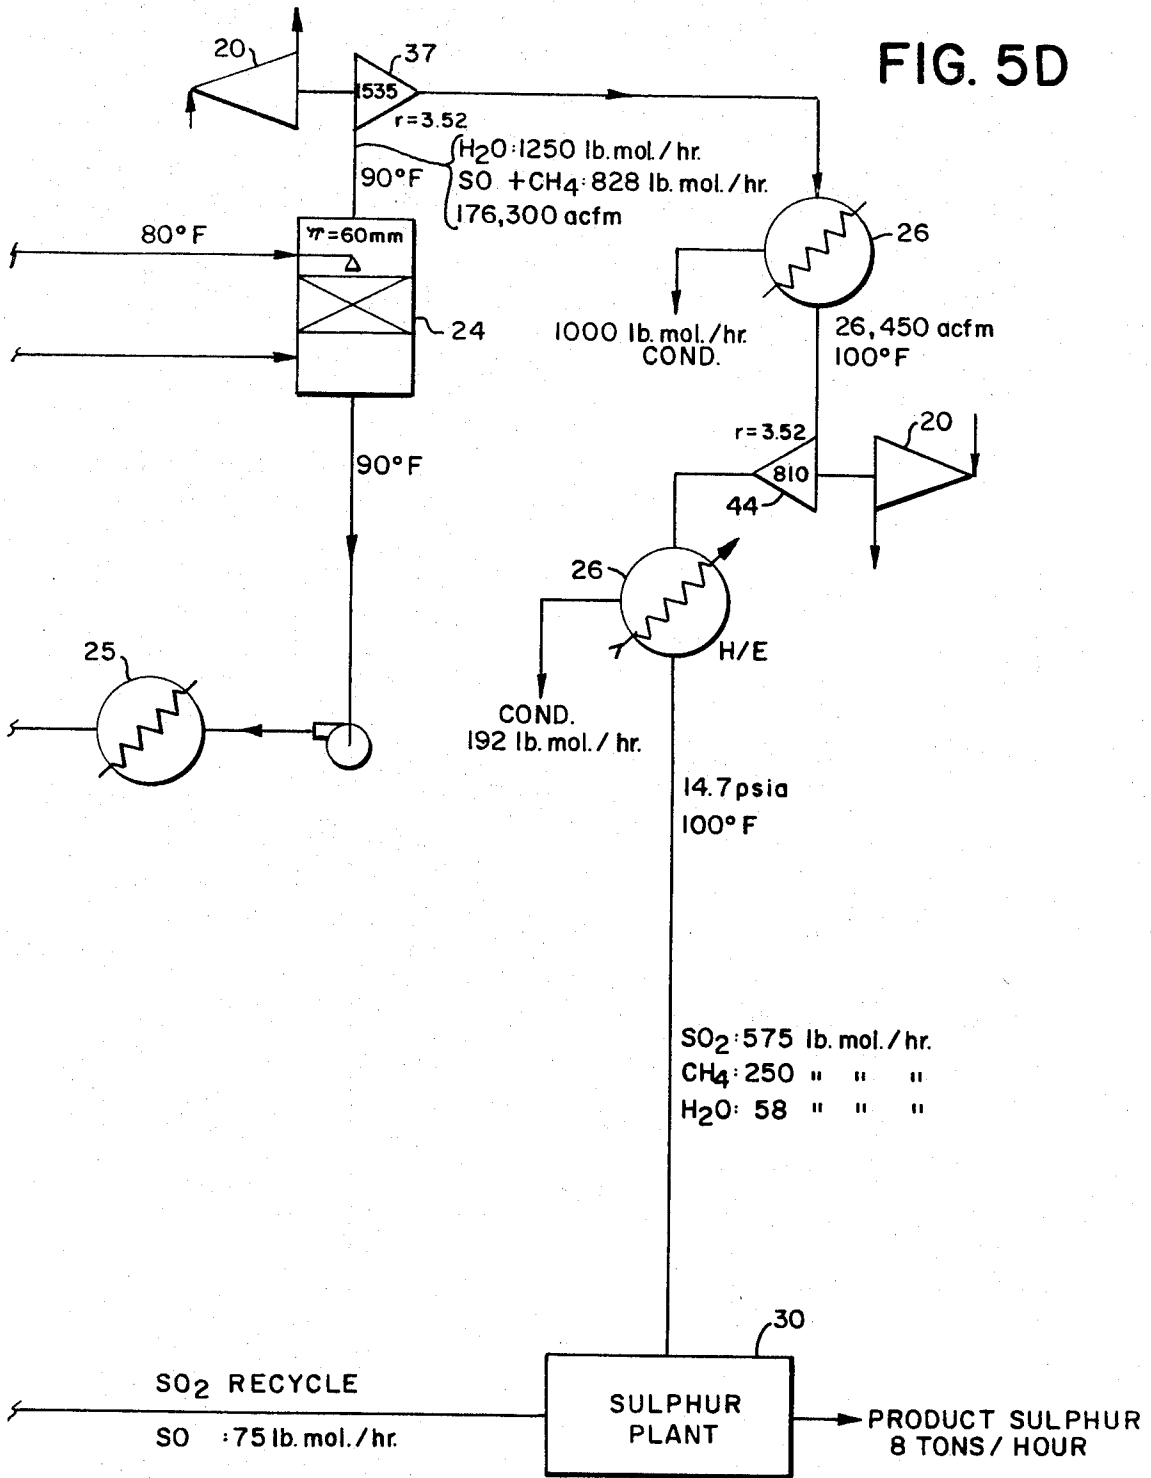 FIG. 5D
20
37
1535
r=3.52
H2O:1250 lb.mol./hr.
SO +CH4:828 lb.mol./hr.
176,300 acfm
90°F
80°F
π=60mm
24
26
1000 lb.mol./hr.
COND.
26,450 acfm
100°F
90°F
r=3.52
20
810
44
26
H/E
25
COND.
192 lb.mol./hr.
14.7psia
100°F
SO2:575 lb.mol./hr.
CH4:250 " " "
H2O: 58 " " "
30
SO2 RECYCLE
SO :75 lb.mol./hr.
SULPHUR
PLANT
PRODUCT SULPHUR
8 TONS/HOUR